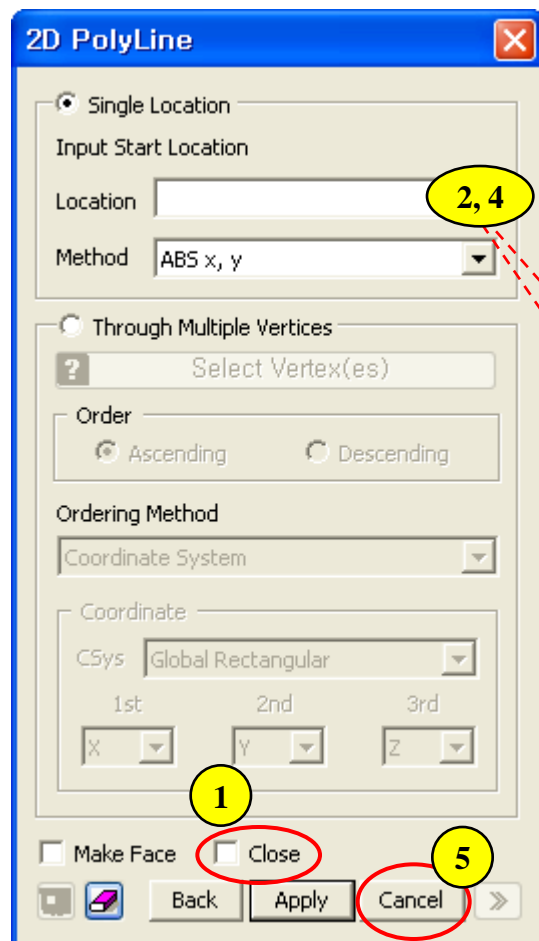 2D PolyLine
Single Location
Input Start Location
Location
2, 4
Method ABS x, y
Through Multiple Vertices
? Select Vertex(es)
Order
Ascending Descending
Ordering Method
Coordinate System
Coordinate
CSys Global Rectangular
1st 2nd 3rd
X Y Z
1
Make Face Close
5
Back Apply Cancel